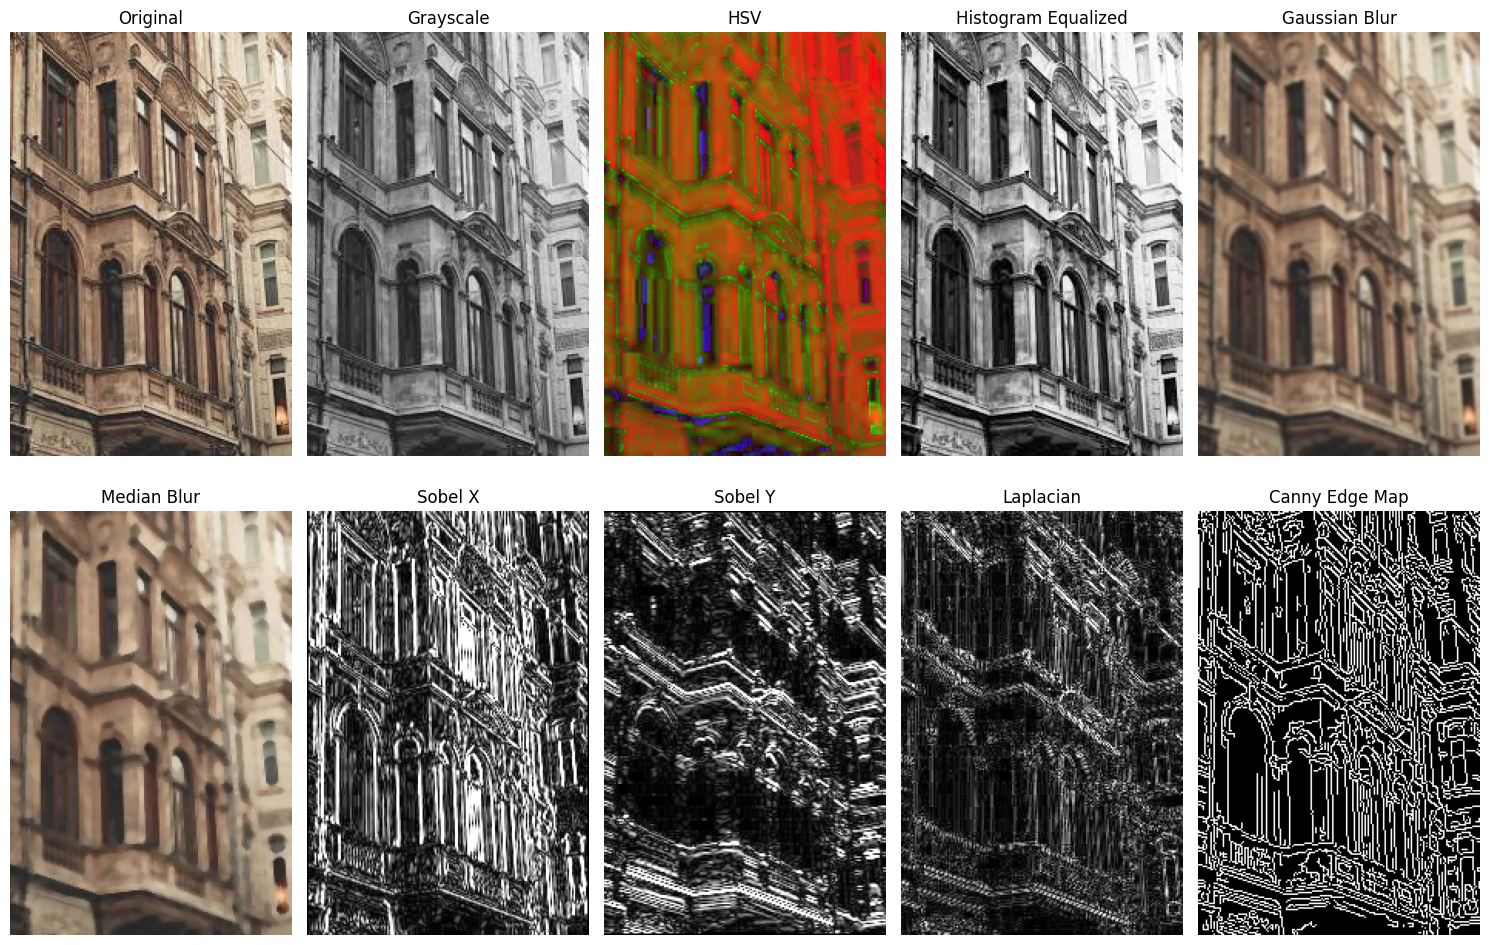 Original
Grayscale
HSV
Histogram Equalized
Gaussian Blur
Median Blur
Sobel X
Sobel Y
Laplacian
Canny Edge Map